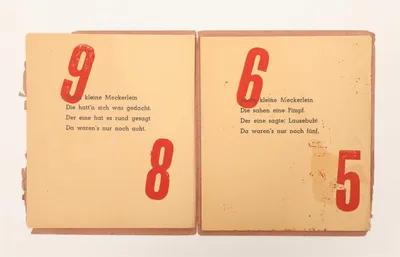 9
kleine Meckerlein
Die hatt'n sich was gedacht.
Der eine hat es rund gesagt
Da waren's nur noch acht.
8
6
kleine Meckerlein
Die sahen eine Pimpf.
Der eine sagte: Lausebub!
Da waren's nur noch fünf.
5